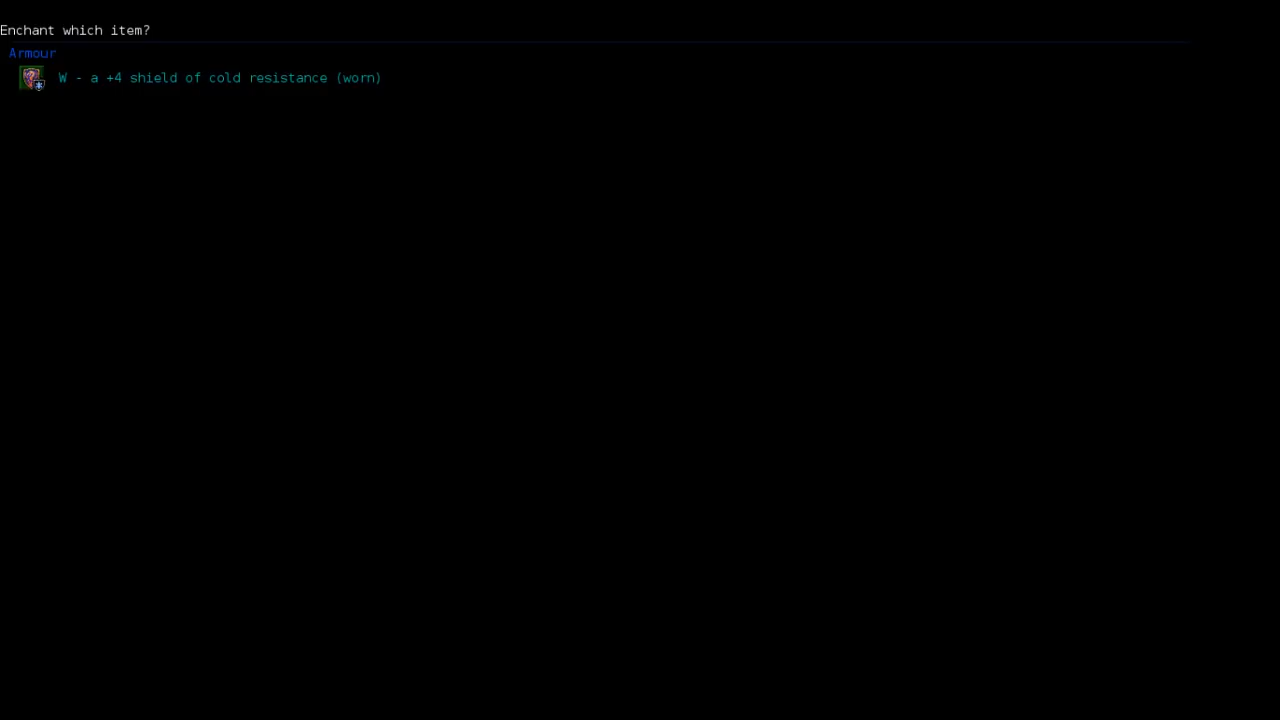 Enchant which item?
Armour
W - a +4 shield of cold resistance (worn)